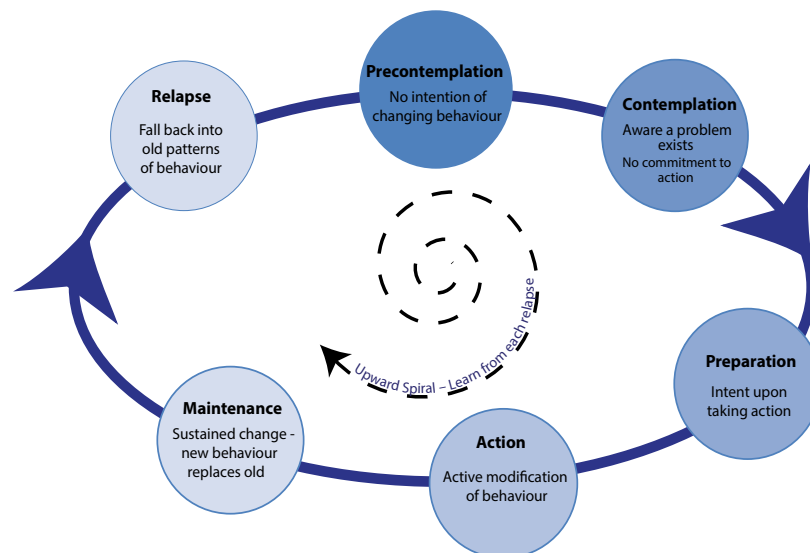 Precontemplation
No intention of
changing behaviour
Contemplation
Aware a problem
exists
No commitment to
action
Preparation
Intent upon
taking action
Action
Active modification
of behaviour
Maintenance
Sustained change -
new behaviour
replaces old
Relapse
Fall back into
old patterns
of behaviour
Upward Spiral – Learn from each relapse